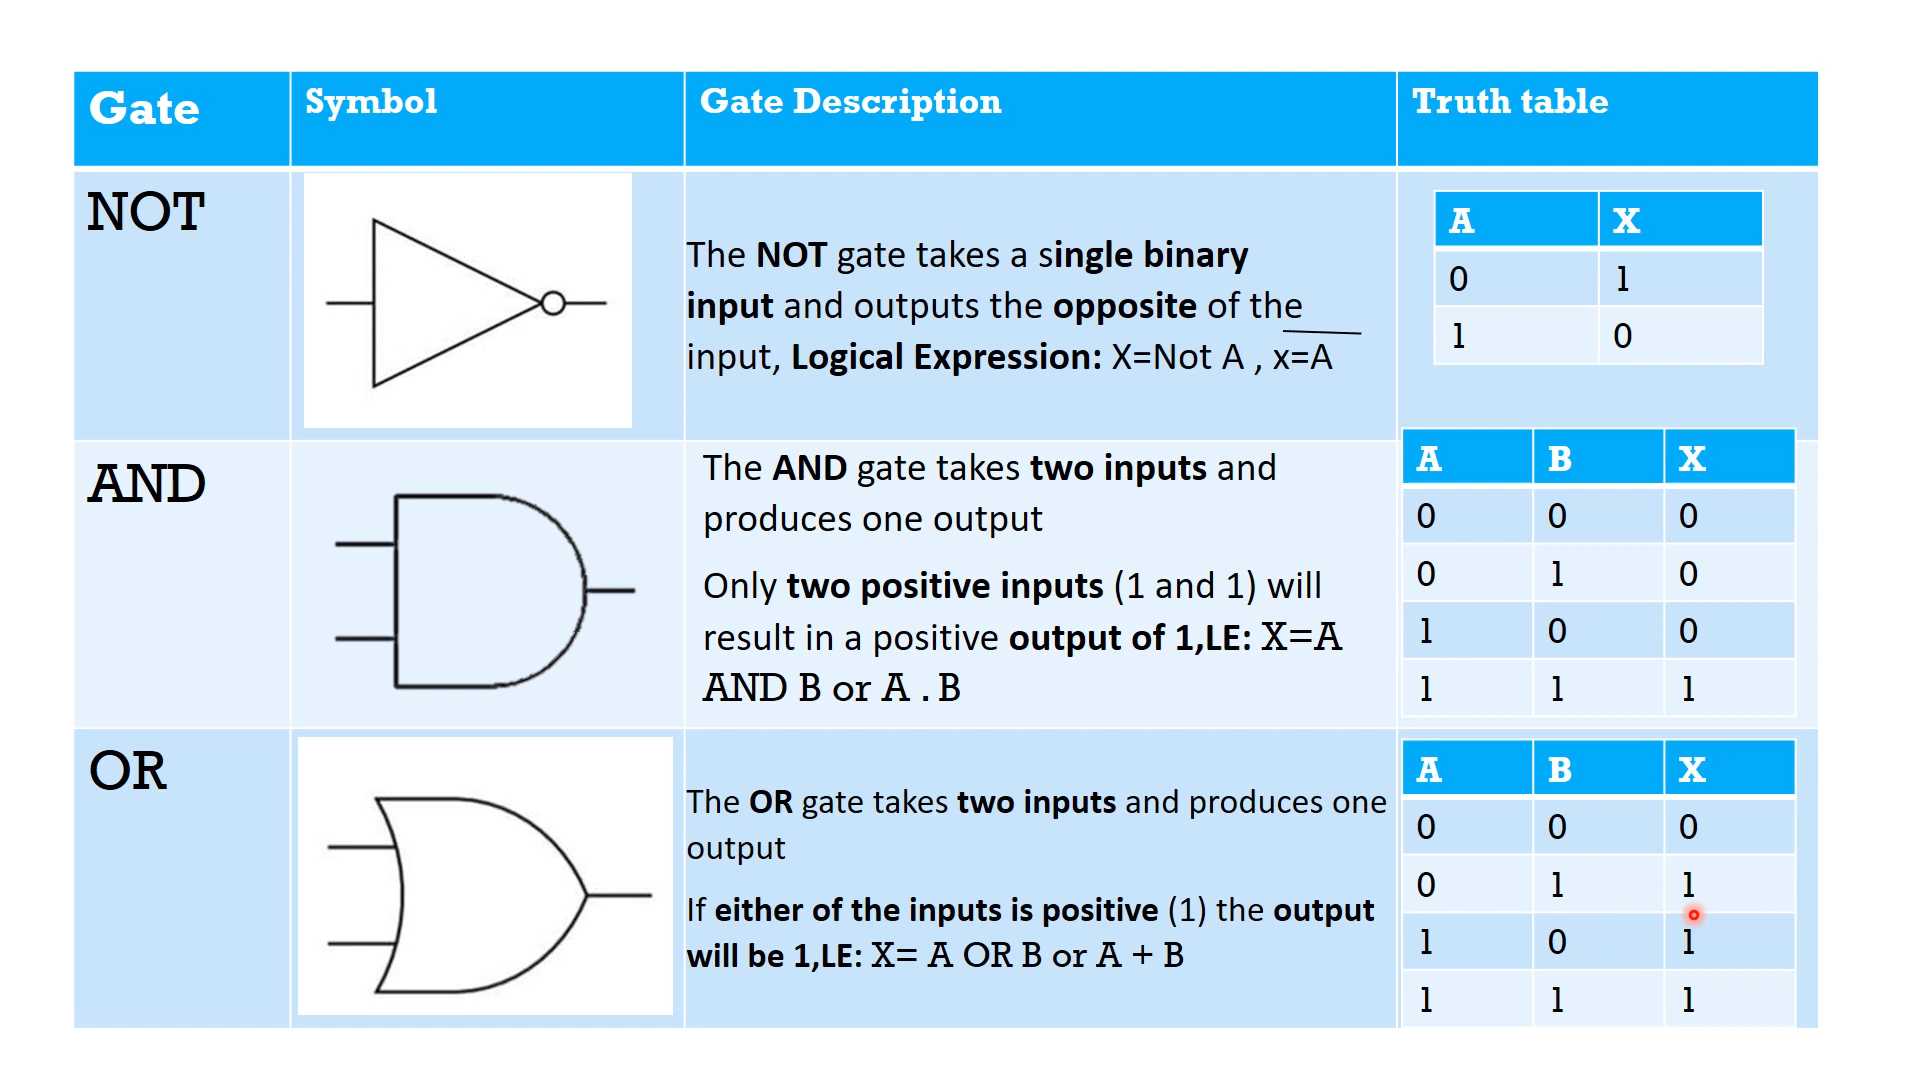 Gate Symbol Gate Description Truth table
NOT
The NOT gate takes a single binary
input and outputs the opposite of the
input, Logical Expression: X=Not A , x=A
A X
0 1
1 0
AND
The AND gate takes two inputs and
produces one output
Only two positive inputs (1 and 1) will
result in a positive output of 1,LE: X=A
AND B or A . B
A B X
0 0 0
0 1 0
1 0 0
1 1 1
OR
The OR gate takes two inputs and produces one
output
If either of the inputs is positive (1) the output
will be 1,LE: X= A OR B or A + B
A B X
0 0 0
0 1 1
1 0 1
1 1 1